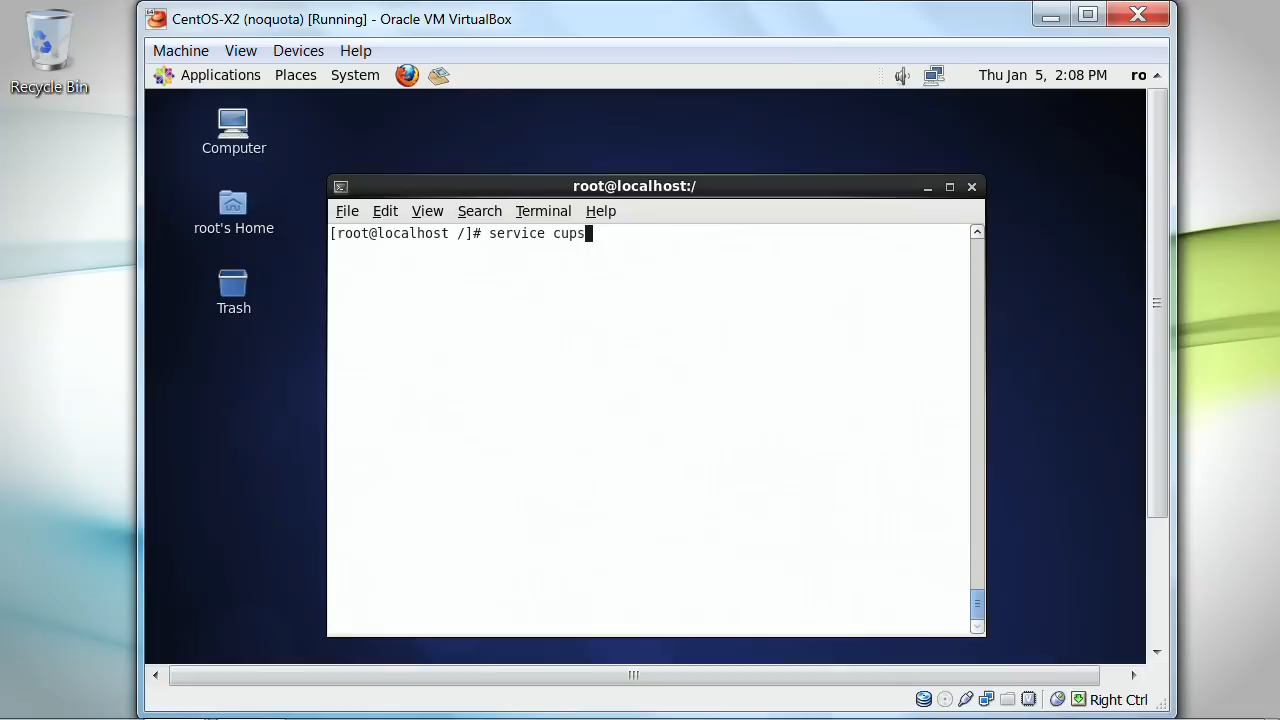 CentOS-X2 (noquota) [Running] - Oracle VM VirtualBox
Recycle Bin
Machine View Devices Help
Applications Places System Thu Jan 5, 2:08 PM ro
Computer
root's Home
Trash
root@localhost:/
File Edit View Search Terminal Help
[root@localhost /]# service cups
Right Ctrl